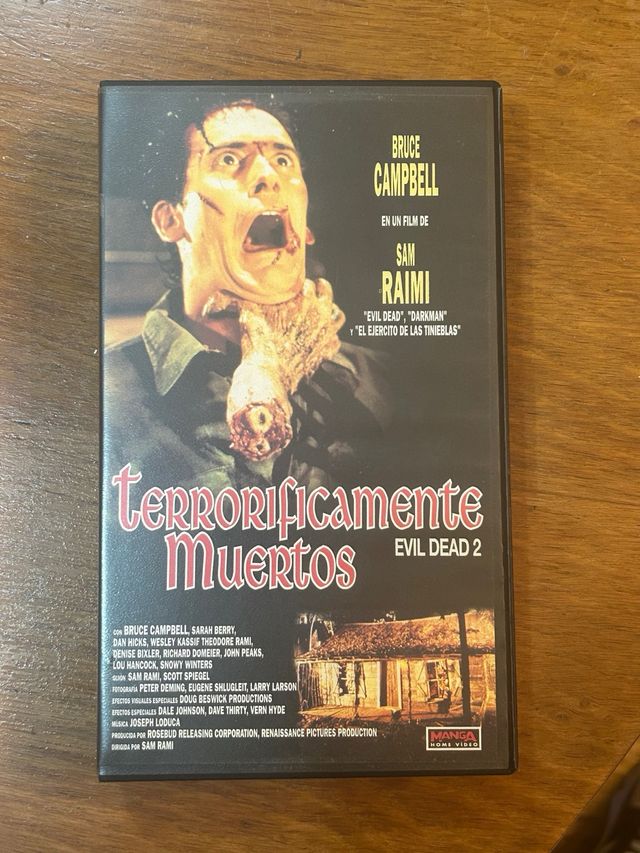 BRUCE
CAMPBELL
EN UN FILM DE
SAM
RAIMI
"EVIL DEAD", "DARKMAN"
Y "EL EJERCITO DE LAS TINIEBLAS"
TERRORIFICAMENTE
MUERTOS
EVIL DEAD 2
CON BRUCE CAMPBELL, SARAH BERRY,
DAN HICKS, WESLEY KASSIF THEODORE RAMI,
DENISE BIXLER, RICHARD DOMEIER, JOHN PEAKS,
LOU HANCOCK, SNOWY WINTERS
GUIÓN SAM RAMI, SCOTT SPIEGEL
FOTOGRAFÍA PETER DEMING, EUGENE SHLUGLEIT, LARRY LARSON
EFECTOS VISUALES ESPECIALES DOUG BESWICK PRODUCTIONS
EFECTOS ESPECIALES DALE JOHNSON, DAVE THIRTY, VERN HYDE
MÚSICA JOSEPH LODUCA
PRODUCIDA POR ROSEBUD RELEASING CORPORATION, RENAISSANCE PICTURES PRODUCTION
DIRIGIDA POR SAM RAMI
MANGA
HOME VIDEO